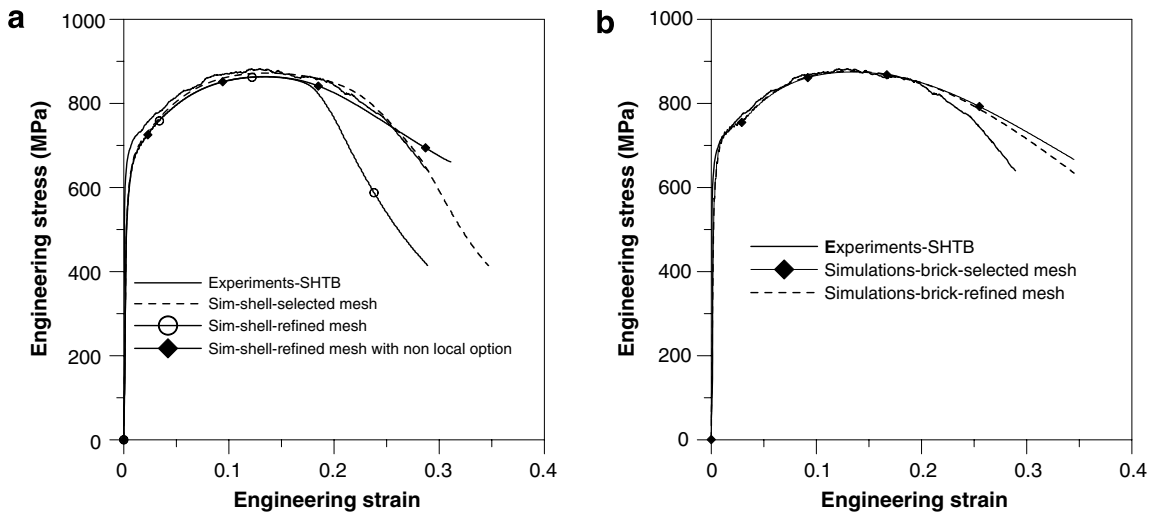 a
1000
800
600
400
200
0
Engineering stress (MPa)
Experiments-SHTB
Sim-shell-selected mesh
Sim-shell-refined mesh
Sim-shell-refined mesh with non local option
0 0.1 0.2 0.3 0.4
Engineering strain
b
1000
800
600
400
200
0
Engineering stress (MPa)
Experiments-SHTB
Simulations-brick-selected mesh
Simulations-brick-refined mesh
0 0.1 0.2 0.3 0.4
Engineering strain